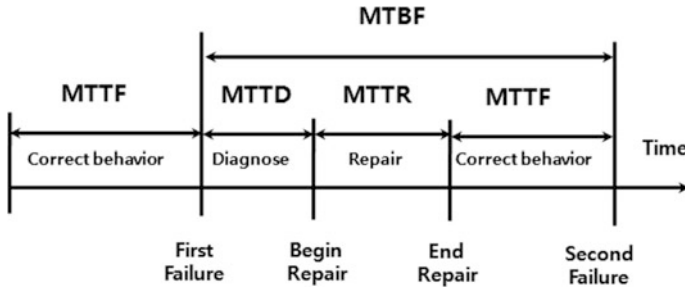 MTBF
MTTF MTTD MTTR MTTF
Correct behavior Diagnose Repair Correct behavior Time
First Failure
Begin Repair
End Repair
Second Failure